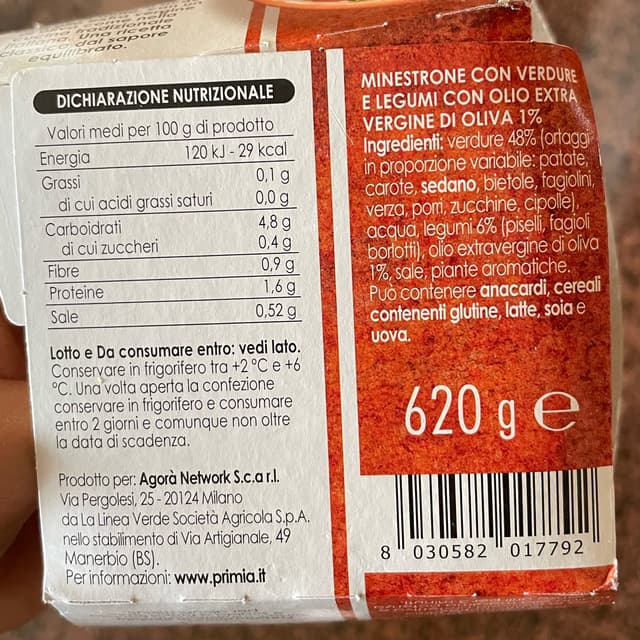 classica dal sapore
equilibrato.
DICHIARAZIONE NUTRIZIONALE
Valori medi per 100 g di prodotto
Energia 120 kJ - 29 kcal
Grassi 0,1 g
di cui acidi grassi saturi 0,0 g
Carboidrati 4,8 g
di cui zuccheri 0,4 g
Fibre 0,9 g
Proteine 1,6 g
Sale 0,52 g
Lotto e Da consumare entro: vedi lato.
Conservare in frigorifero tra +2 °C e +6
°C. Una volta aperta la confezione
conservare in frigorifero e consumare
entro 2 giorni e comunque non oltre
la data di scadenza.
Prodotto per: Agorà Network S.c.a r.l.
Via Pergolesi, 25 - 20124 Milano
da La Linea Verde Società Agricola S.p.A.
nello stabilimento di Via Artigianale, 49
Manerbio (BS).
Per informazioni: www.primia.it
MINESTRONE CON VERDURE
E LEGUMI CON OLIO EXTRA
VERGINE DI OLIVA 1%
Ingredienti: verdure 48% (ortaggi
in proporzione variabile: patate,
carote, sedano, bietole, fagiolini,
verza, porri, zucchine, cipolle),
acqua, legumi 6% (piselli, fagioli
borlotti), olio extravergine di oliva
1%, sale, piante aromatiche.
Può contenere anacardi, cereali
contenenti glutine, latte, soia e
uova.
620 g e
8 030582 017792